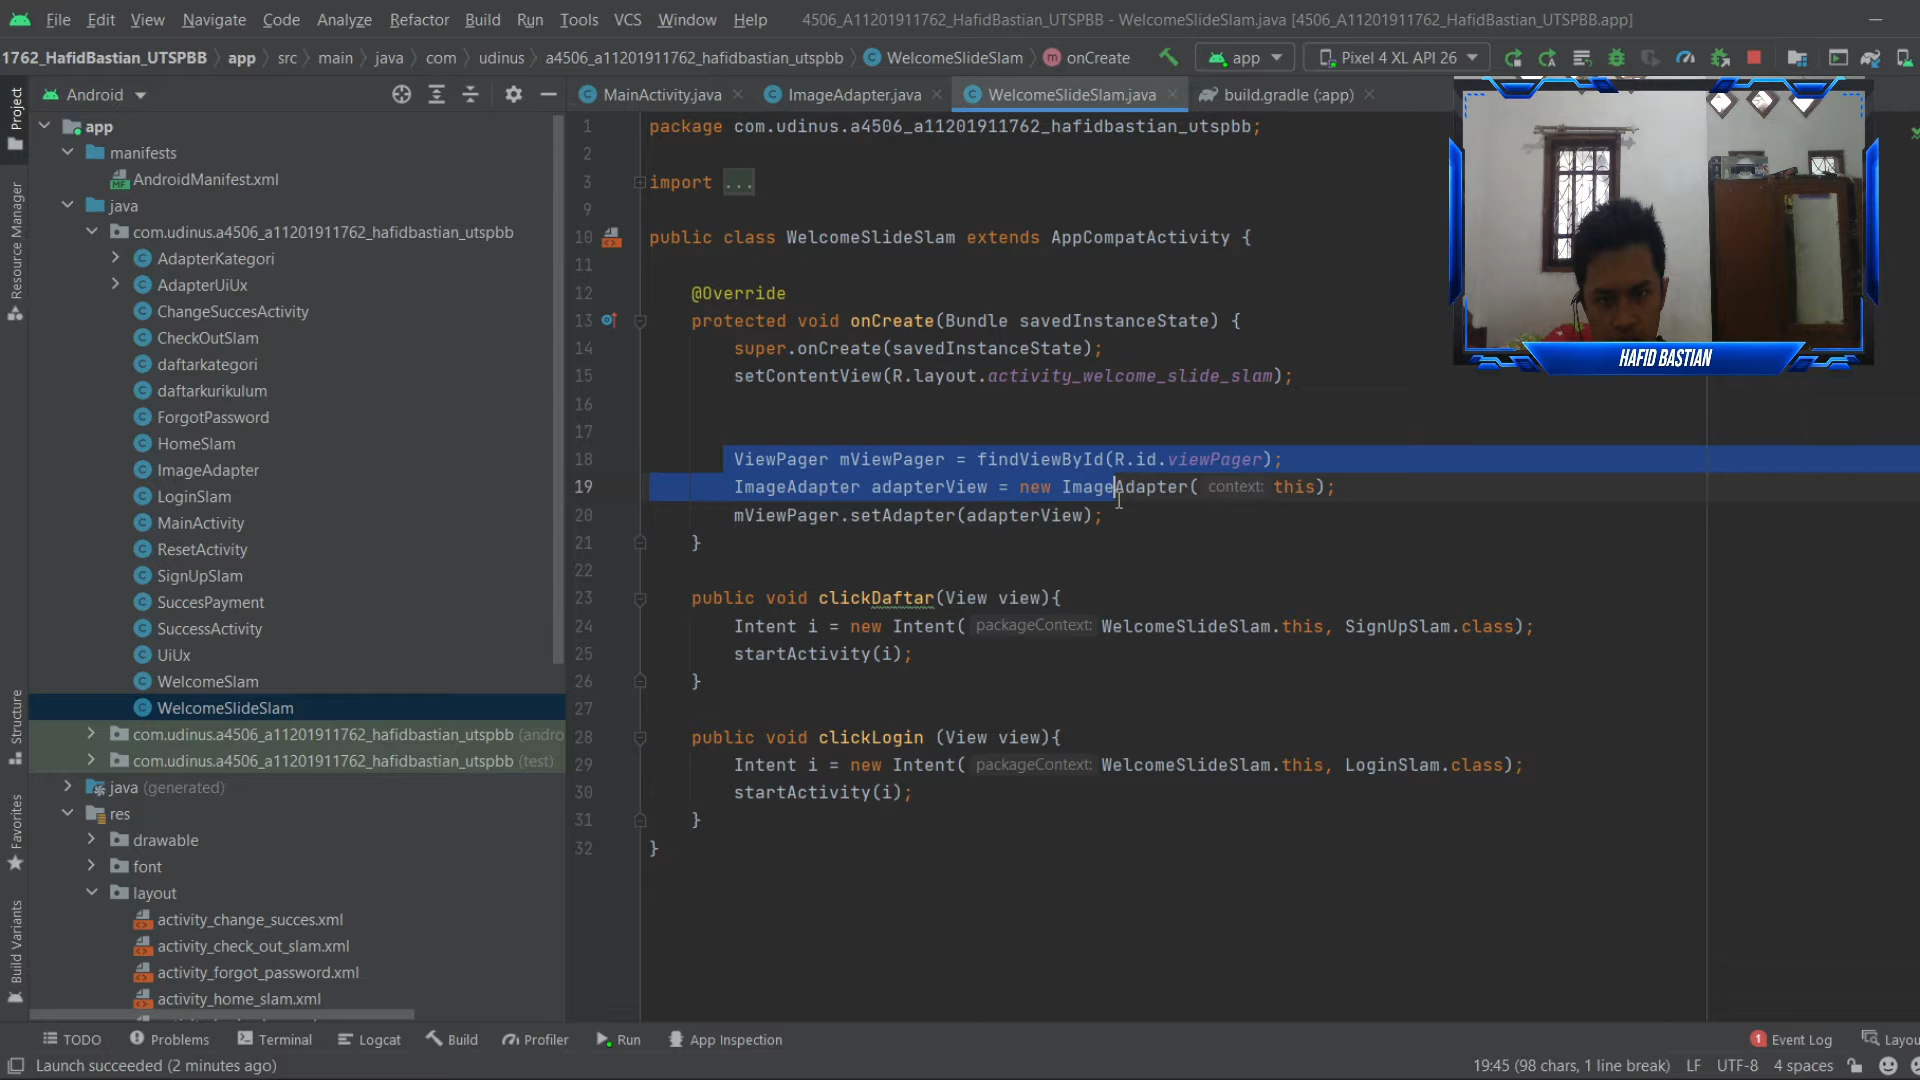 File Edit View Navigate Code Analyze Refactor Build Run Tools VCS Window Help 4506_A11201911762_HafidBastian_UTSPBB - WelcomeSlideSlam.java [4506_A11201911762_HafidBastian_UTSPBB.app]
1762_HafidBastian_UTSPBB app src main java com udinus a4506_a11201911762_hafidbastian_utspbb WelcomeSlideSlam onCreate app Pixel 4 XL API 26
Android MainActivity.java ImageAdapter.java WelcomeSlideSlam.java build.gradle (:app)
Project
Resource Manager
Structure
Favorites
Build Variants
app
manifests
AndroidManifest.xml
java
com.udinus.a4506_a11201911762_hafidbastian_utspbb
AdapterKategori
AdapterUiUx
ChangeSuccesActivity
CheckOutSlam
daftarkategori
daftarkurikulum
ForgotPassword
HomeSlam
ImageAdapter
LoginSlam
MainActivity
ResetActivity
SignUpSlam
SuccesPayment
SuccessActivity
UiUx
WelcomeSlam
WelcomeSlideSlam
com.udinus.a4506_a11201911762_hafidbastian_utspbb (andro
com.udinus.a4506_a11201911762_hafidbastian_utspbb (test)
java (generated)
res
drawable
font
layout
activity_change_succes.xml
activity_check_out_slam.xml
activity_forgot_password.xml
activity_home_slam.xml
1 package com.udinus.a4506_a11201911762_hafidbastian_utspbb;
2
3 import ...
9
10 public class WelcomeSlideSlam extends AppCompatActivity {
11
12 @Override
13 protected void onCreate(Bundle savedInstanceState) {
14 super.onCreate(savedInstanceState);
15 setContentView(R.layout.activity_welcome_slide_slam);
16
17
18 ViewPager mViewPager = findViewById(R.id.viewPager);
19 ImageAdapter adapterView = new ImageAdapter( context: this);
20 mViewPager.setAdapter(adapterView);
21 }
22
23 public void clickDaftar(View view){
24 Intent i = new Intent( packageContext: WelcomeSlideSlam.this, SignUpSlam.class);
25 startActivity(i);
26 }
27
28 public void clickLogin (View view){
29 Intent i = new Intent( packageContext: WelcomeSlideSlam.this, LoginSlam.class);
30 startActivity(i);
31 }
32 }
HAFID BASTIAN
TODO Problems Terminal Logcat Build Profiler Run App Inspection 1 Event Log Layou
Launch succeeded (2 minutes ago) 19:45 (98 chars, 1 line break) LF UTF-8 4 spaces